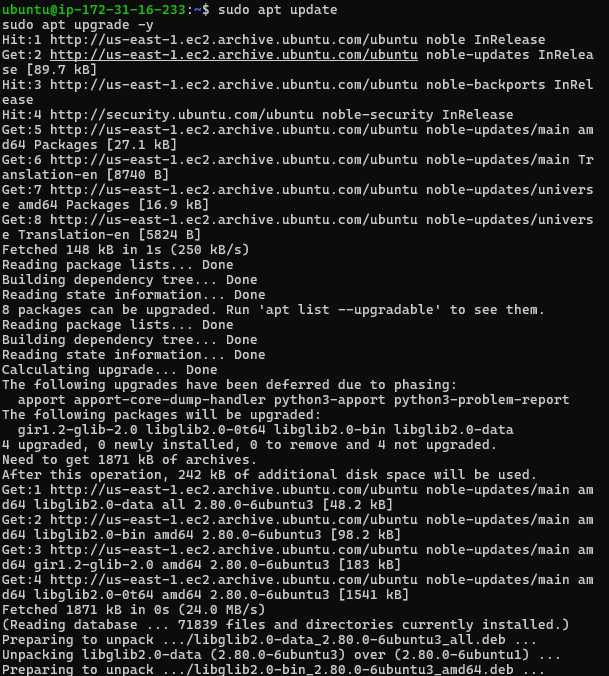 ubuntu@ip-172-31-16-233:~$ sudo apt update
sudo apt upgrade -y
Hit:1 http://us-east-1.ec2.archive.ubuntu.com/ubuntu noble InRelease
Get:2 http://us-east-1.ec2.archive.ubuntu.com/ubuntu noble-updates InRelea
se [89.7 kB]
Hit:3 http://us-east-1.ec2.archive.ubuntu.com/ubuntu noble-backports InRel
ease
Hit:4 http://security.ubuntu.com/ubuntu noble-security InRelease
Get:5 http://us-east-1.ec2.archive.ubuntu.com/ubuntu noble-updates/main am
d64 Packages [27.1 kB]
Get:6 http://us-east-1.ec2.archive.ubuntu.com/ubuntu noble-updates/main Tr
anslation-en [8740 B]
Get:7 http://us-east-1.ec2.archive.ubuntu.com/ubuntu noble-updates/univers
e amd64 Packages [16.9 kB]
Get:8 http://us-east-1.ec2.archive.ubuntu.com/ubuntu noble-updates/univers
e Translation-en [5824 B]
Fetched 148 kB in 1s (250 kB/s)
Reading package lists... Done
Building dependency tree... Done
Reading state information... Done
8 packages can be upgraded. Run 'apt list --upgradable' to see them.
Reading package lists... Done
Building dependency tree... Done
Reading state information... Done
Calculating upgrade... Done
The following upgrades have been deferred due to phasing:
  apport apport-core-dump-handler python3-apport python3-problem-report
The following packages will be upgraded:
  gir1.2-glib-2.0 libglib2.0-0t64 libglib2.0-bin libglib2.0-data
4 upgraded, 0 newly installed, 0 to remove and 4 not upgraded.
Need to get 1871 kB of archives.
After this operation, 242 kB of additional disk space will be used.
Get:1 http://us-east-1.ec2.archive.ubuntu.com/ubuntu noble-updates/main am
d64 libglib2.0-data all 2.80.0-6ubuntu3 [48.2 kB]
Get:2 http://us-east-1.ec2.archive.ubuntu.com/ubuntu noble-updates/main am
d64 libglib2.0-bin amd64 2.80.0-6ubuntu3 [98.2 kB]
Get:3 http://us-east-1.ec2.archive.ubuntu.com/ubuntu noble-updates/main am
d64 gir1.2-glib-2.0 amd64 2.80.0-6ubuntu3 [183 kB]
Get:4 http://us-east-1.ec2.archive.ubuntu.com/ubuntu noble-updates/main am
d64 libglib2.0-0t64 amd64 2.80.0-6ubuntu3 [1541 kB]
Fetched 1871 kB in 0s (24.0 MB/s)
(Reading database ... 71839 files and directories currently installed.)
Preparing to unpack .../libglib2.0-data_2.80.0-6ubuntu3_all.deb ...
Unpacking libglib2.0-data (2.80.0-6ubuntu3) over (2.80.0-6ubuntu1) ...
Preparing to unpack .../libglib2.0-bin_2.80.0-6ubuntu3_amd64.deb ...